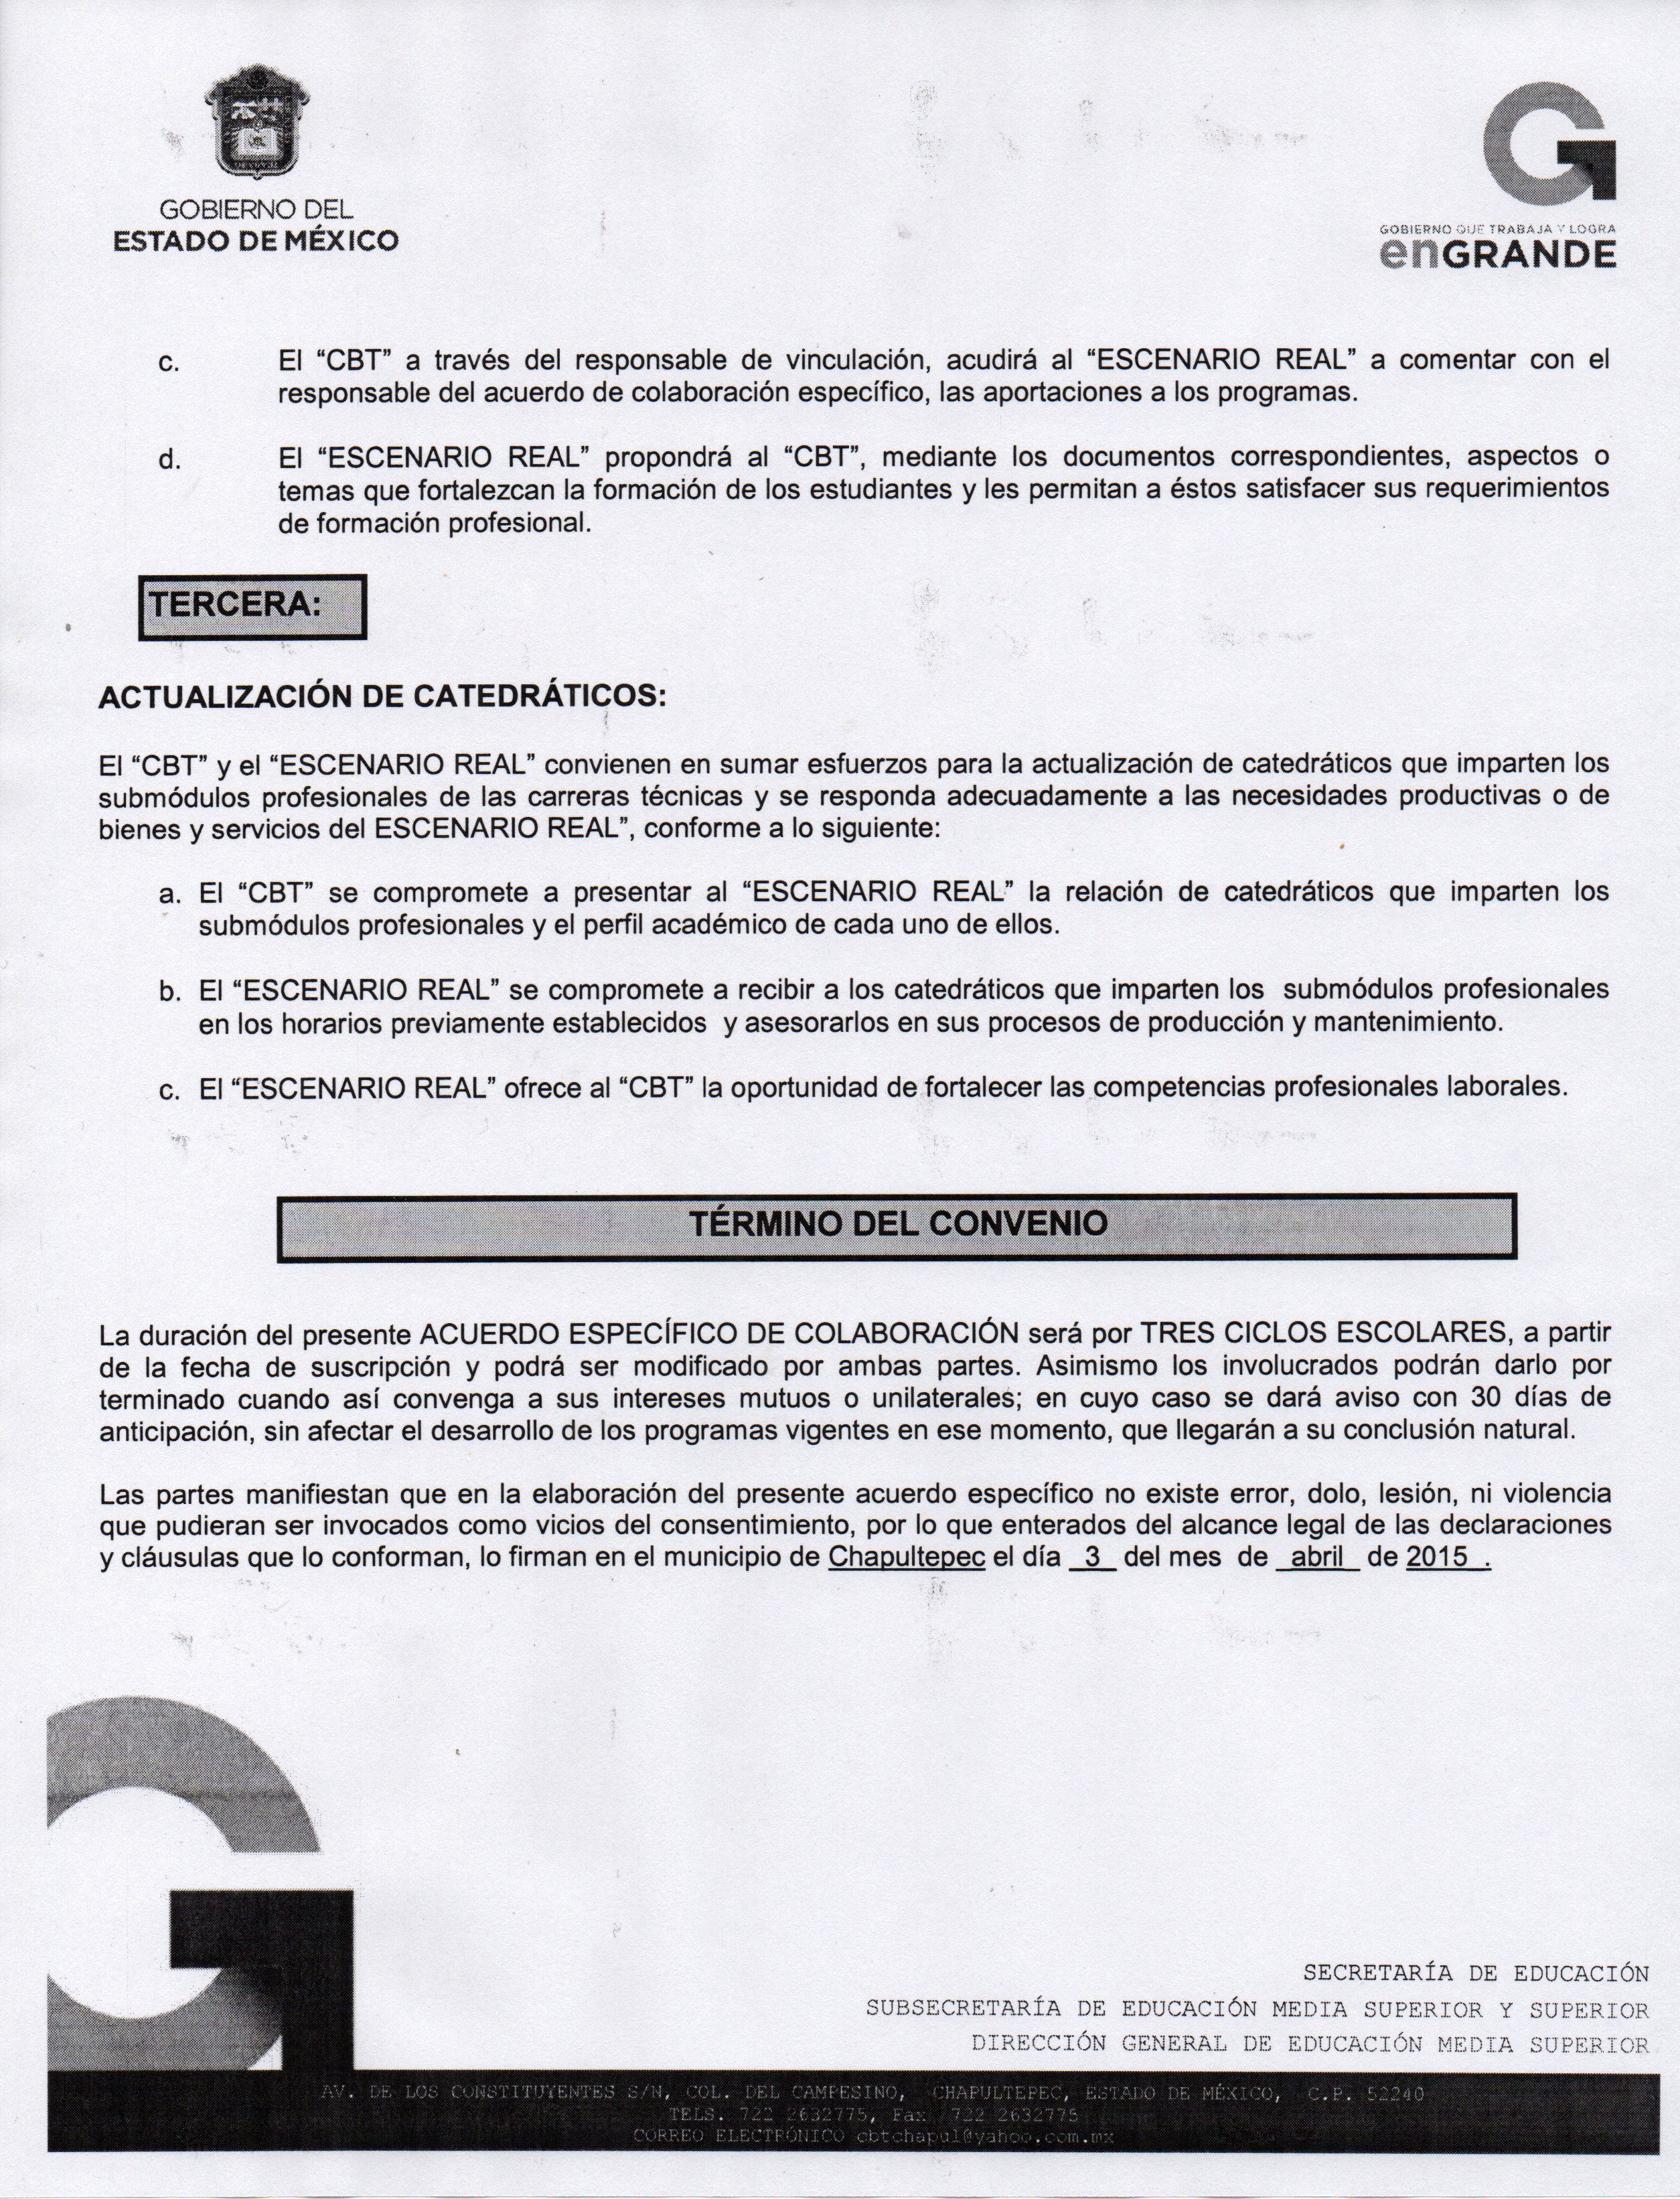 GOBIERNO DEL
ESTADO DE MÉXICO
GOBIERNO QUE TRABAJA Y LOGRA
enGRANDE
c. El “CBT” a través del responsable de vinculación, acudirá al “ESCENARIO REAL” a comentar con el
responsable del acuerdo de colaboración específico, las aportaciones a los programas.
d. El “ESCENARIO REAL” propondrá al “CBT”, mediante los documentos correspondientes, aspectos o
temas que fortalezcan la formación de los estudiantes y les permitan a éstos satisfacer sus requerimientos
de formación profesional.
TERCERA:
ACTUALIZACIÓN DE CATEDRÁTICOS:
El “CBT” y el “ESCENARIO REAL” convienen en sumar esfuerzos para la actualización de catedráticos que imparten los
submódulos profesionales de las carreras técnicas y se responda adecuadamente a las necesidades productivas o de
bienes y servicios del ESCENARIO REAL”, conforme a lo siguiente:
a. El “CBT” se compromete a presentar al “ESCENARIO REAL” la relación de catedráticos que imparten los
submódulos profesionales y el perfil académico de cada uno de ellos.
b. El “ESCENARIO REAL” se compromete a recibir a los catedráticos que imparten los submódulos profesionales
en los horarios previamente establecidos y asesorarlos en sus procesos de producción y mantenimiento.
c. El “ESCENARIO REAL” ofrece al “CBT” la oportunidad de fortalecer las competencias profesionales laborales.
TÉRMINO DEL CONVENIO
La duración del presente ACUERDO ESPECÍFICO DE COLABORACIÓN será por TRES CICLOS ESCOLARES, a partir
de la fecha de suscripción y podrá ser modificado por ambas partes. Asimismo los involucrados podrán darlo por
terminado cuando así convenga a sus intereses mutuos o unilaterales; en cuyo caso se dará aviso con 30 días de
anticipación, sin afectar el desarrollo de los programas vigentes en ese momento, que llegarán a su conclusión natural.
Las partes manifiestan que en la elaboración del presente acuerdo específico no existe error, dolo, lesión, ni violencia
que pudieran ser invocados como vicios del consentimiento, por lo que enterados del alcance legal de las declaraciones
y cláusulas que lo conforman, lo firman en el municipio de Chapultepec el día 3 del mes de abril de 2015 .
SECRETARÍA DE EDUCACIÓN
SUBSECRETARÍA DE EDUCACIÓN MEDIA SUPERIOR Y SUPERIOR
DIRECCIÓN GENERAL DE EDUCACIÓN MEDIA SUPERIOR
AV. DE LOS CONSTITUYENTES S/N, COL. DEL CAMPESINO, CHAPULTEPEC, ESTADO DE MÉXICO, C.P. 52240
TELS. 722 2632775, Fax 722 2632775
CORREO ELECTRÓNICO cbtchapul@yahoo.com.mx